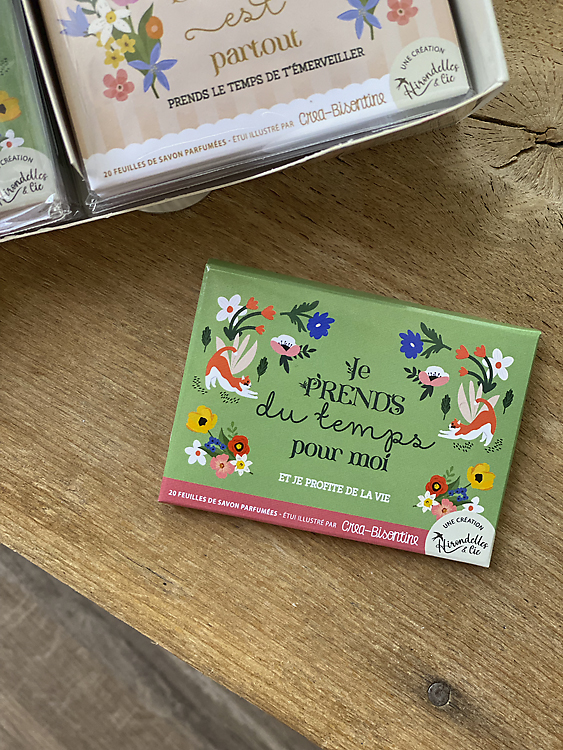 est
partout
PRENDS LE TEMPS DE T'ÉMERVEILLER
20 FEUILLES DE SAVON PARFUMÉES - ÉTUI ILLUSTRÉ PAR Crea-Bisontine
UNE CRÉATION
Hirondelles
& Cie
UNE CRÉATION
Hirondelles
& Cie
Je
PRENDS
du temps
pour moi
ET JE PROFITE DE LA VIE
20 FEUILLES DE SAVON PARFUMÉES - ÉTUI ILLUSTRÉ PAR Crea-Bisontine
UNE CRÉATION
Hirondelles
& Cie